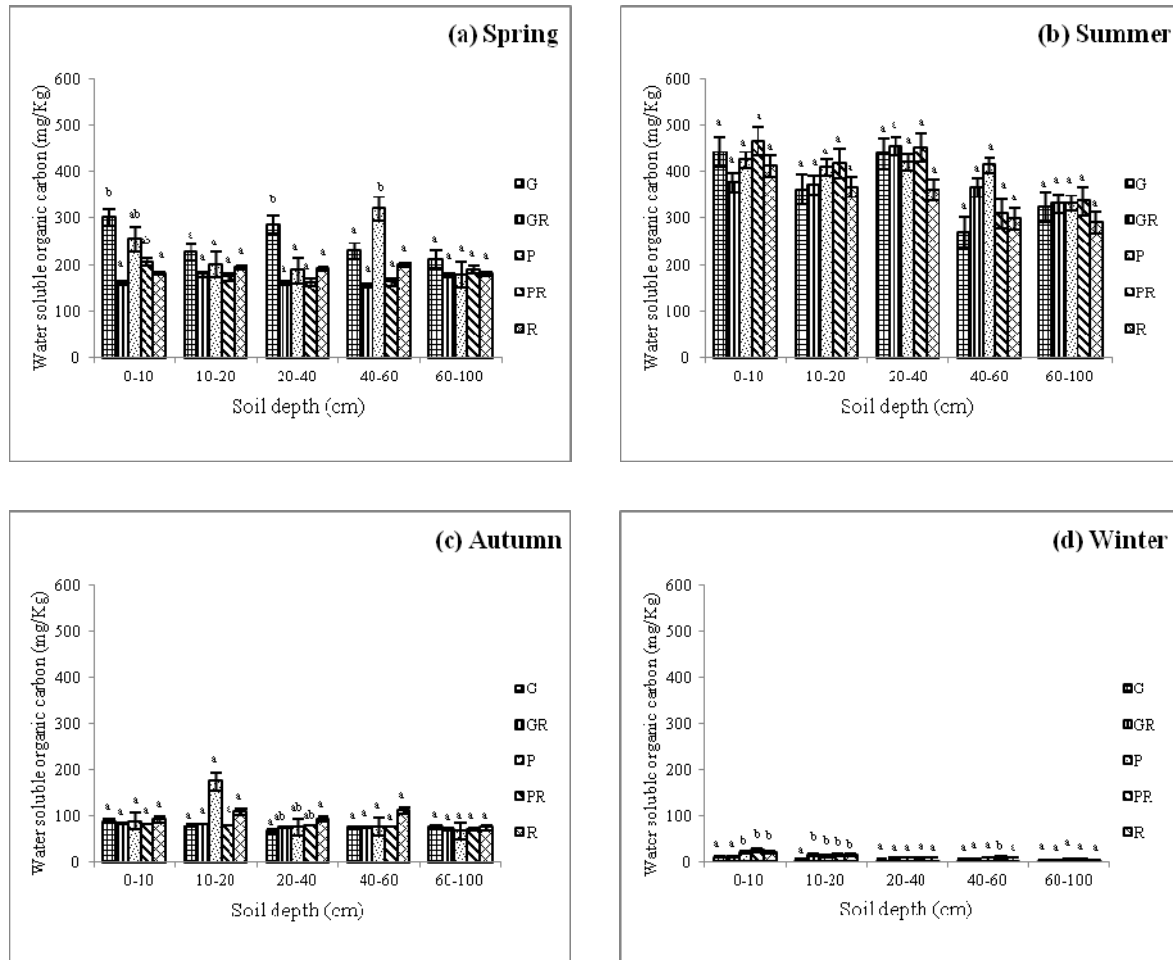 (a) Spring
Water soluble organic carbon (mg/Kg)
600
500
400
300
200
100
0
b a ab b a
a a a a a
b a a a a
a a b a a
a a a a a
0-10 10-20 20-40 40-60 60-100
Soil depth (cm)
G
GR
P
PR
R
(b) Summer
Water soluble organic carbon (mg/Kg)
600
500
400
300
200
100
0
a a a a a
a a a a a
a a a a
a a a a a
a a a a a
0-10 10-20 20-40 40-60 60-100
Soil depth (cm)
G
GR
P
PR
R
(c) Autumn
Water soluble organic carbon (mg/Kg)
600
500
400
300
200
100
0
a a a a a
a a a a
a ab ab ab a
a a a a a
a a a a a
0-10 10-20 20-40 40-60 60-100
Soil depth (cm)
G
GR
P
PR
R
(d) Winter
Water soluble organic carbon (mg/Kg)
600
500
400
300
200
100
0
a a b b b
a b b b b
a a a a a
a a a b
a a a a a
0-10 10-20 20-40 40-60 60-100
Soil depth (cm)
G
GR
P
PR
R